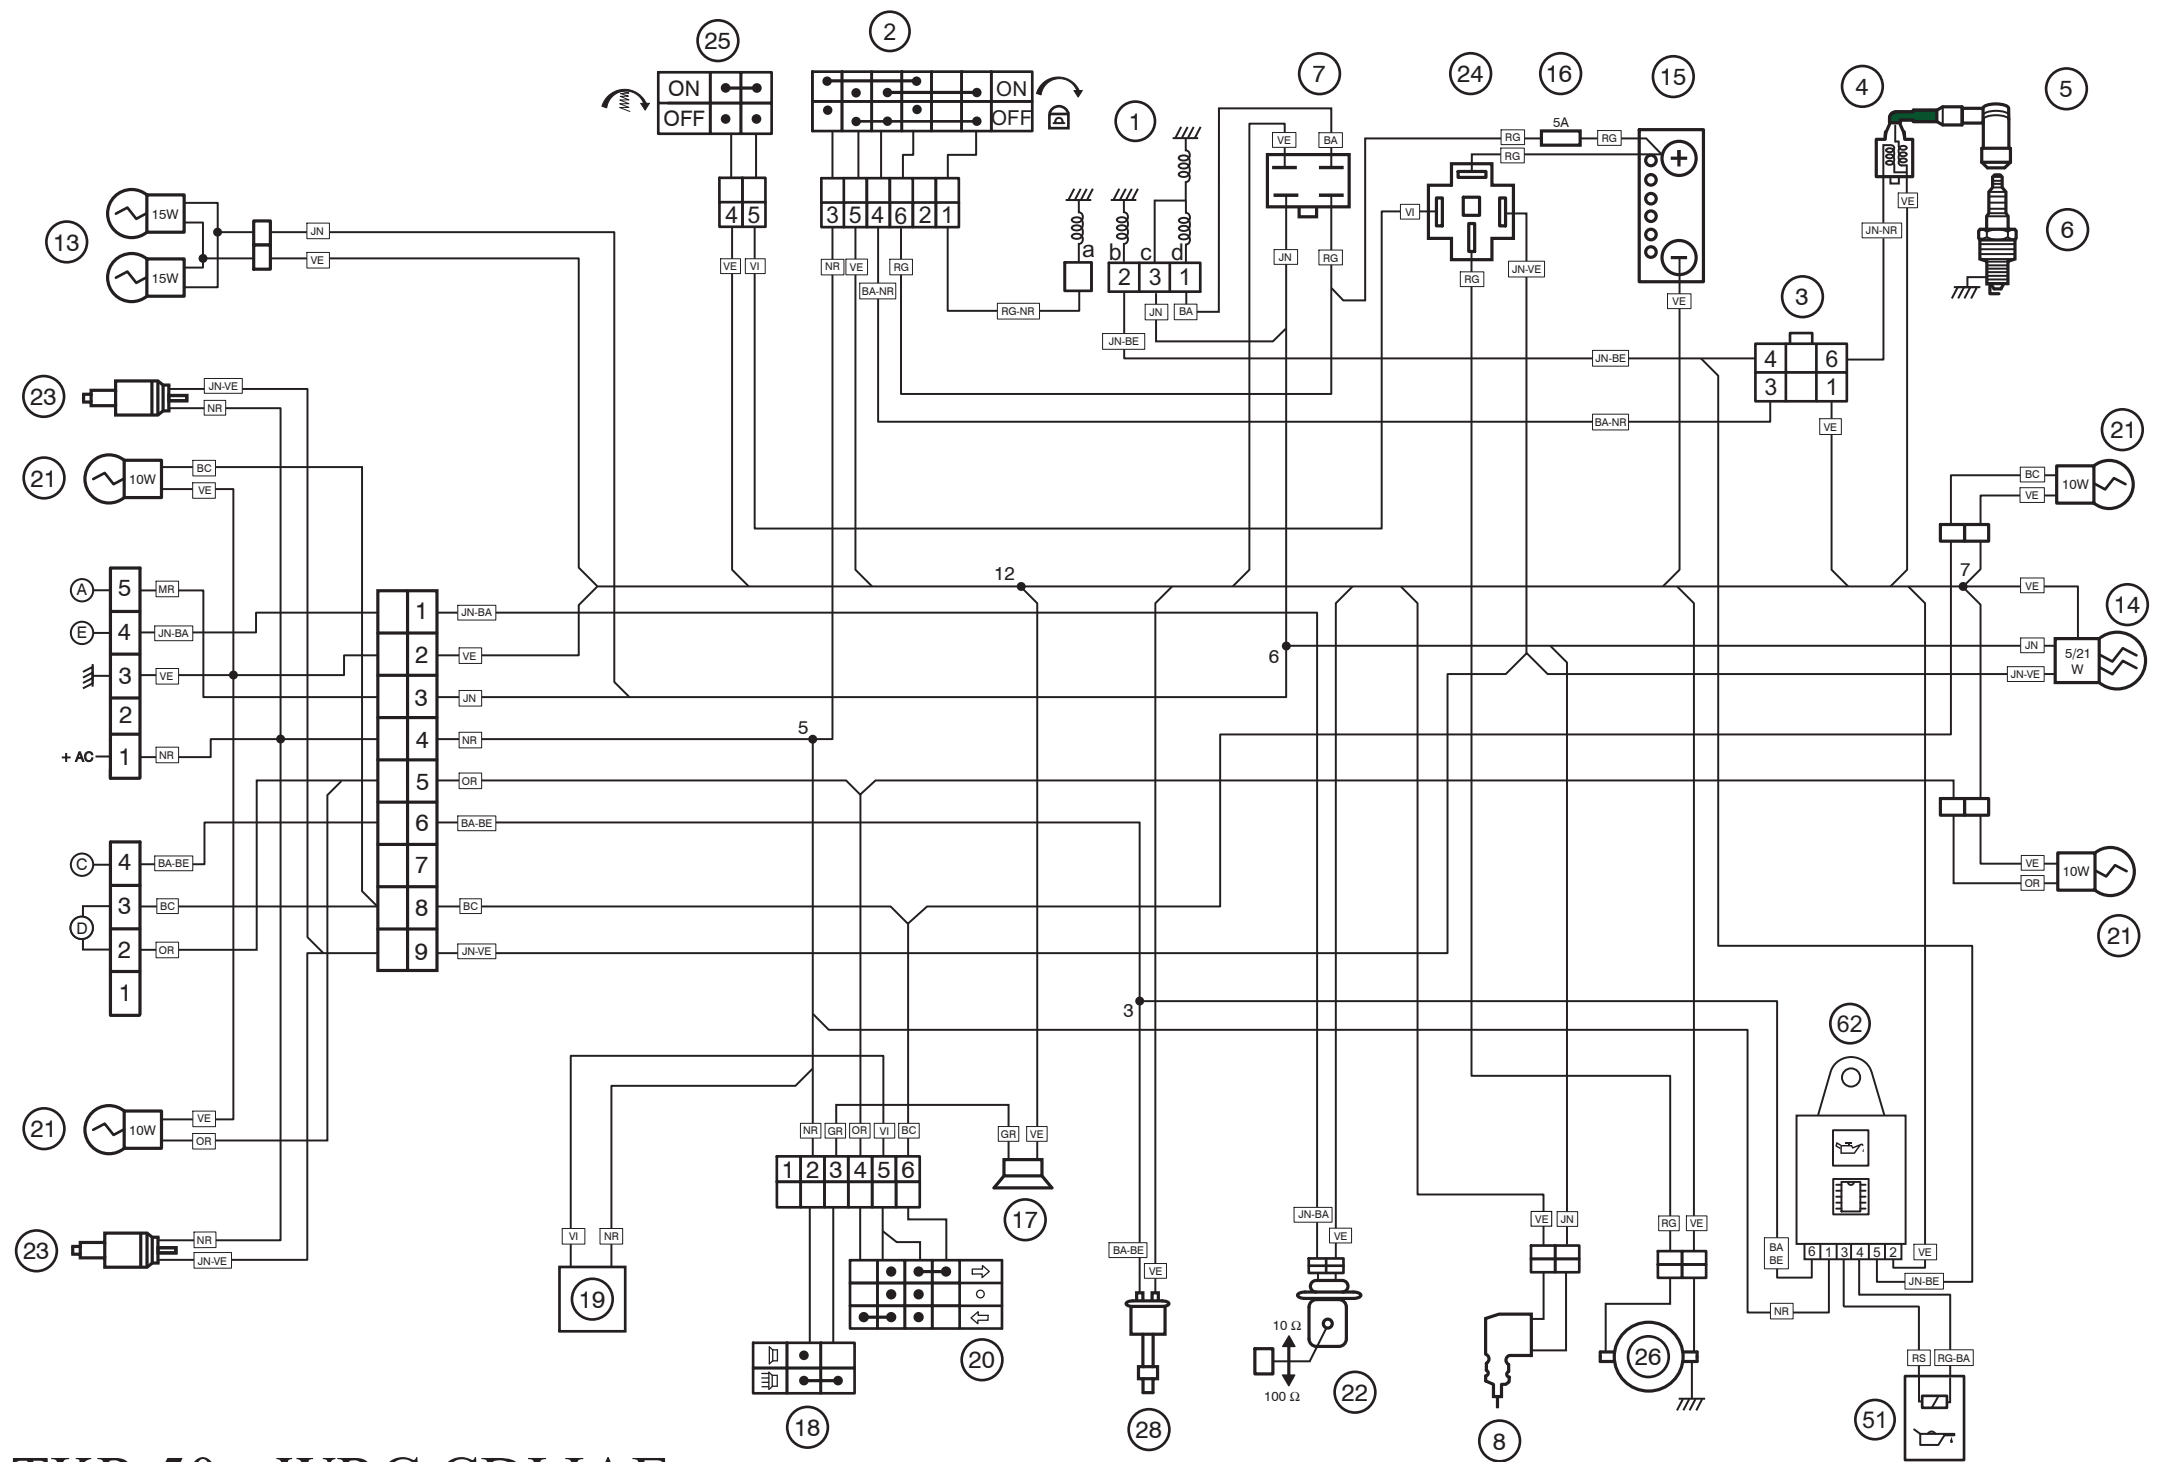 25
2
7
24
16
15
4
5
ON
OFF
ON
OFF
1
5A
RG
RG
RG
VE
BA
VI
15W
15W
13
JN
VE
4 5
3 5 4 6 2 1
a
b
c
d
2 3 1
VE
VI
NR
VE
BA-NR
RG
RG-NR
JN
BA
JN-BE
JN
RG
RG
JN-VE
VE
JN-NR
VE
6
3
4 6
3 1
JN-BE
BA-NR
VE
23
JN-VE
NR
21
10W
BC
VE
21
BC
VE
10W
12
7
VE
14
JN
JN-VE
5/21
W
6
A
E
5
4
3
2
1
MR
JN-BA
VE
+ AC
NR
1
2
3
4
5
6
7
8
9
JN-BA
VE
JN
NR
OR
BA-BE
BC
JN-VE
5
C
D
4
3
2
1
BA-BE
BC
OR
VE
OR
10W
21
3
62
21
10W
VE
OR
23
NR
JN-VE
NR
GR
OR
VI
BC
GR
VE
1 2 3 4 5 6
17
VI
NR
19
18
20
BA-BE
VE
28
JN-BA
VE
10 Ω
100 Ω
22
VE
JN
8
RG
VE
26
BA
BE
6 1 3 4 5 2
VE
JN-BE
NR
RS
RG-BA
51